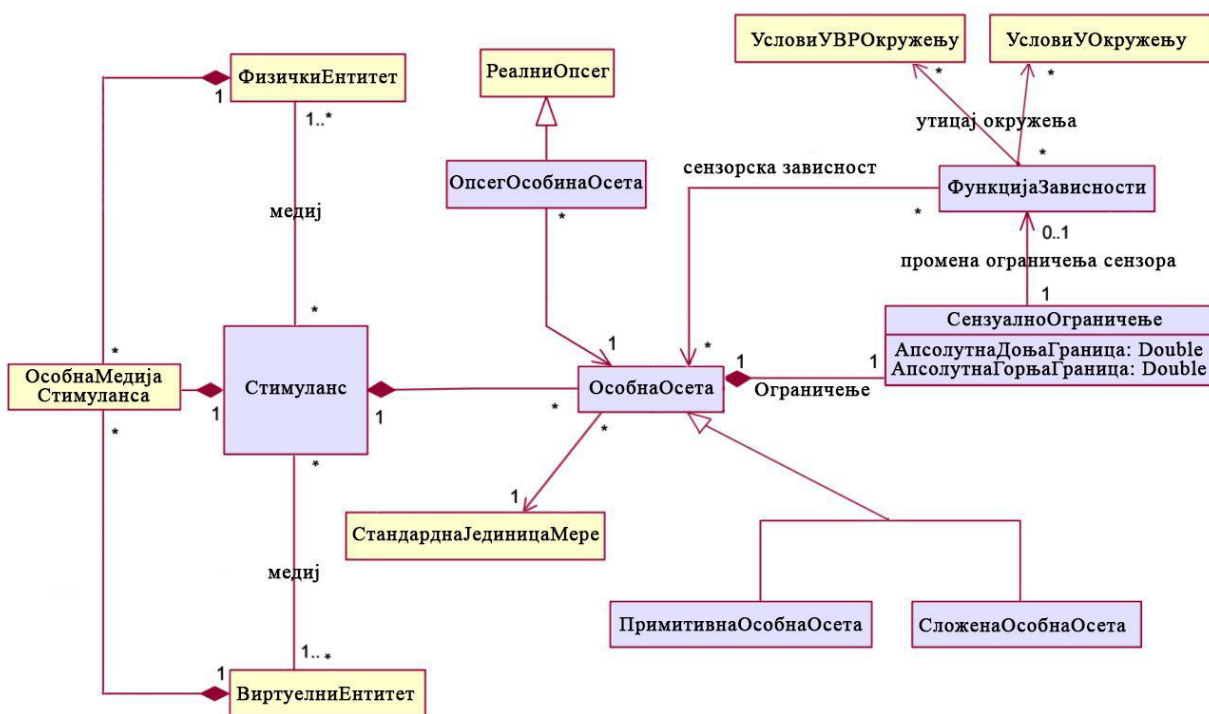 УсловиУВРОкружењу
УсловиУОкружењу
ФизичкиЕнтитет
РеалниОпсег
1
*
*
1..*
утицај окружења
*
ОпсегОсобинаОсета
сензорска зависност
ФункцијаЗависности
*
*
медиј
0..1
промена ограничења сензора
*
1
СензуалноОграничење
АпсолутнаДоњаГраница: Double
АпсолутнаГорњаГраница: Double
*
1
*
1
1
ОсобнаМедија
Стимуланса
Стимуланс
ОсобнаОсета
Ограничење
1
1
*
*
*
*
1
СтандарднаЈединицаМере
медиј
ПримитивнаОсобнаОсета
СложенаОсобнаОсета
1..*
1
ВиртуелниЕнтитет